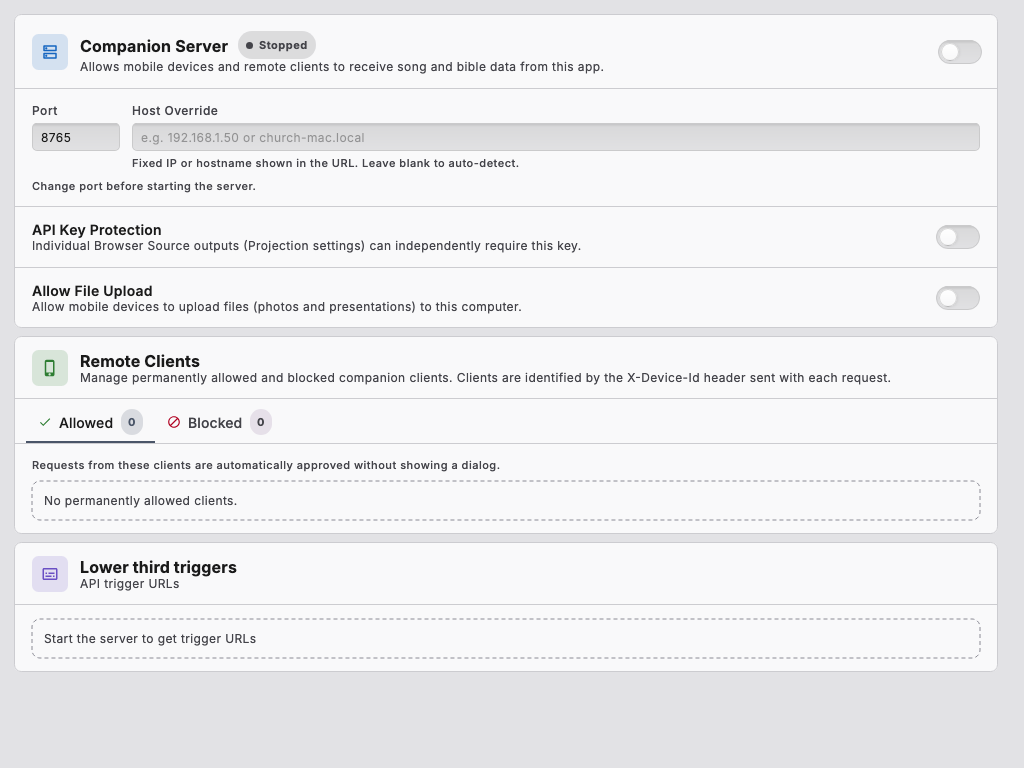 Companion Server
Stopped
Allows mobile devices and remote clients to receive song and bible data from this app.
Port
Host Override
8765
e.g. 192.168.1.50 or church-mac.local
Fixed IP or hostname shown in the URL. Leave blank to auto-detect.
Change port before starting the server.
API Key Protection
Individual Browser Source outputs (Projection settings) can independently require this key.
Allow File Upload
Allow mobile devices to upload files (photos and presentations) to this computer.
Remote Clients
Manage permanently allowed and blocked companion clients. Clients are identified by the X-Device-Id header sent with each request.
Allowed 0
Blocked 0
Requests from these clients are automatically approved without showing a dialog.
No permanently allowed clients.
Lower third triggers
API trigger URLs
Start the server to get trigger URLs